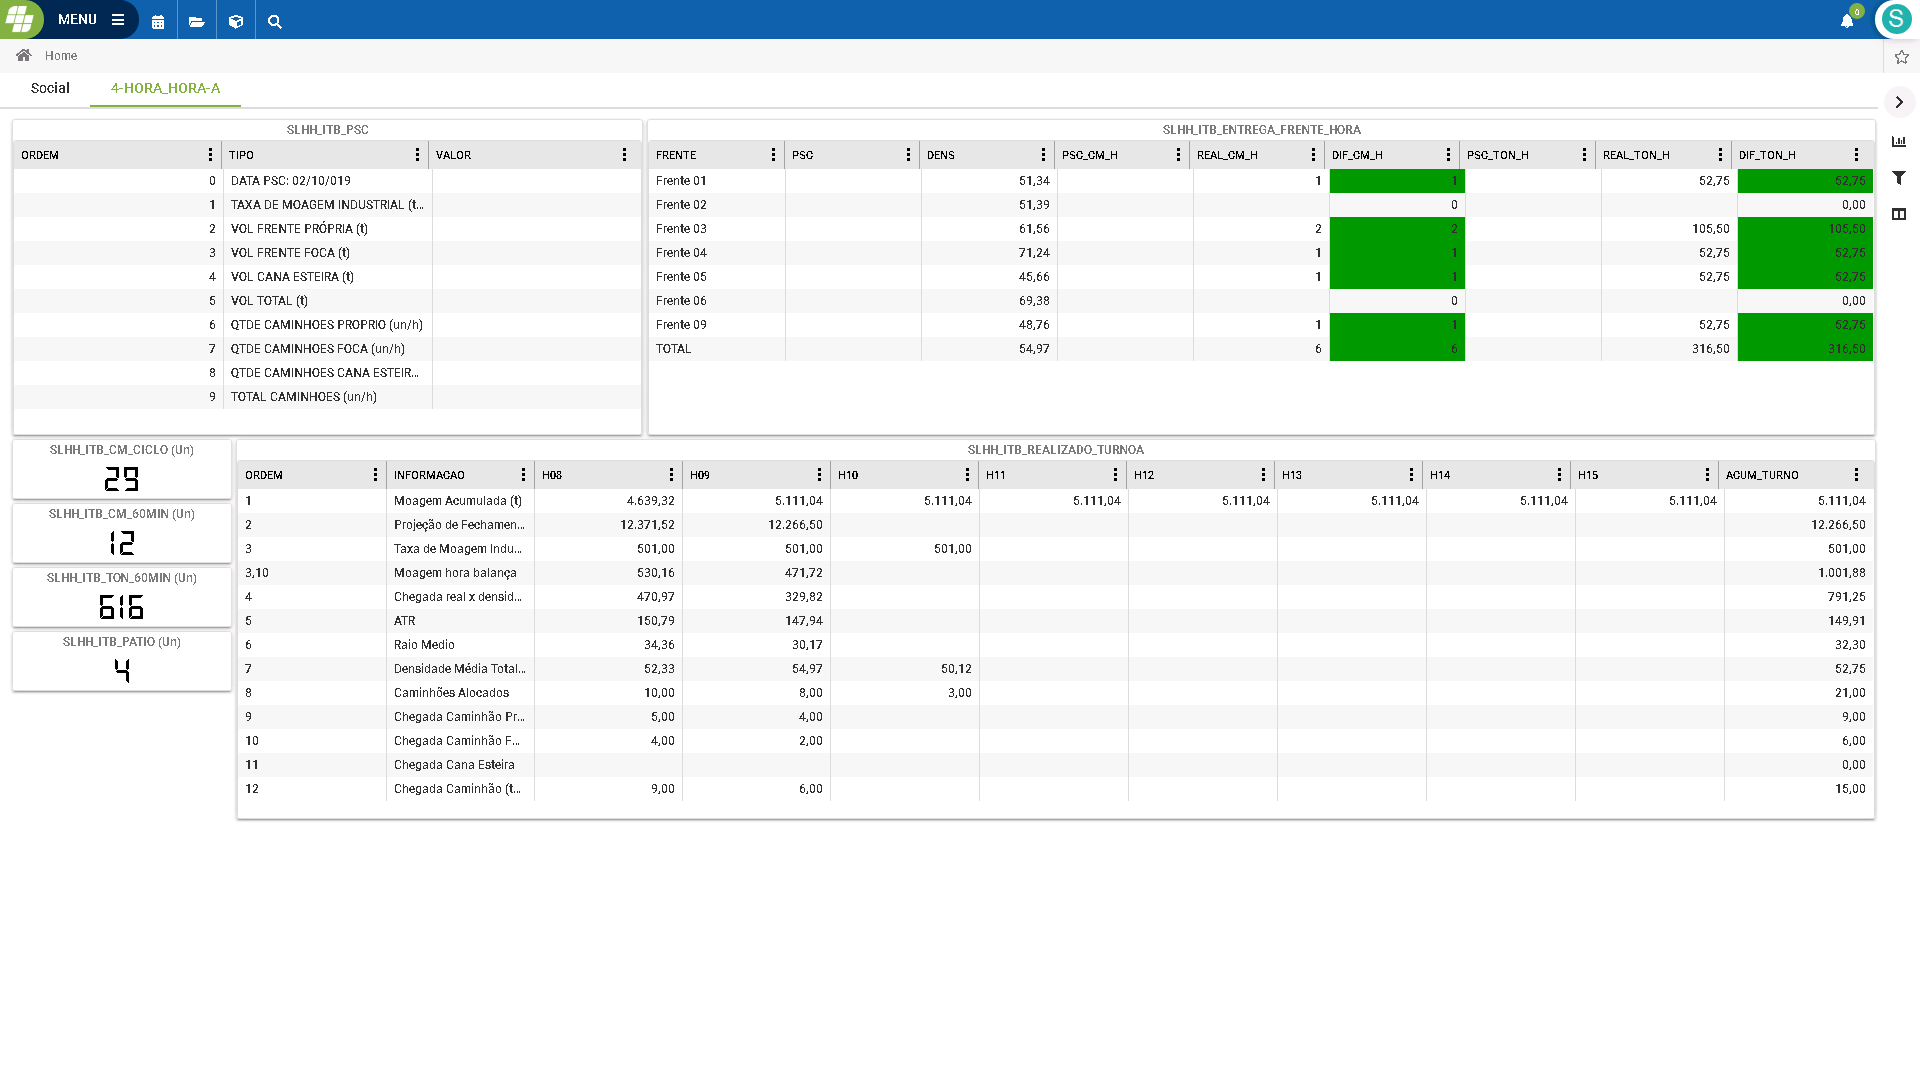 MENU
0
S
Home
Social
4-HORA_HORA-A
SLHH_ITB_PSC
ORDEM TIPO VALOR
0 DATA PSC: 02/10/019
1 TAXA DE MOAGEM INDUSTRIAL (t...
2 VOL FRENTE PRÓPRIA (t)
3 VOL FRENTE FOCA (t)
4 VOL CANA ESTEIRA (t)
5 VOL TOTAL (t)
6 QTDE CAMINHOES PROPRIO (un/h)
7 QTDE CAMINHOES FOCA (un/h)
8 QTDE CAMINHOES CANA ESTEIR...
9 TOTAL CAMINHOES (un/h)
SLHH_ITB_ENTREGA_FRENTE_HORA
FRENTE PSC DENS PSC_CM_H REAL_CM_H DIF_CM_H PSC_TON_H REAL_TON_H DIF_TON_H
Frente 01 51,34 1 1 52,75 52,75
Frente 02 51,39 0 0,00
Frente 03 61,56 2 2 105,50 105,50
Frente 04 71,24 1 1 52,75 52,75
Frente 05 45,66 1 1 52,75 52,75
Frente 06 69,38 0 0,00
Frente 09 48,76 1 1 52,75 52,75
TOTAL 54,97 6 6 316,50 316,50
SLHH_ITB_CM_CICLO (Un)
29
SLHH_ITB_CM_60MIN (Un)
12
SLHH_ITB_TON_60MIN (Un)
616
SLHH_ITB_PATIO (Un)
4
SLHH_ITB_REALIZADO_TURNOA
ORDEM INFORMACAO H08 H09 H10 H11 H12 H13 H14 H15 ACUM_TURNO
1 Moagem Acumulada (t) 4.639,32 5.111,04 5.111,04 5.111,04 5.111,04 5.111,04 5.111,04 5.111,04 5.111,04
2 Projeção de Fechamen... 12.371,52 12.266,50 12.266,50
3 Taxa de Moagem Indu... 501,00 501,00 501,00 501,00
3,10 Moagem hora balança 530,16 471,72 1.001,88
4 Chegada real x densid... 470,97 329,82 791,25
5 ATR 150,79 147,94 149,91
6 Raio Medio 34,36 30,17 32,30
7 Densidade Média Total... 52,33 54,97 50,12 52,75
8 Caminhões Alocados 10,00 8,00 3,00 21,00
9 Chegada Caminhão Pr... 5,00 4,00 9,00
10 Chegada Caminhão F... 4,00 2,00 6,00
11 Chegada Cana Esteira 0,00
12 Chegada Caminhão (t... 9,00 6,00 15,00